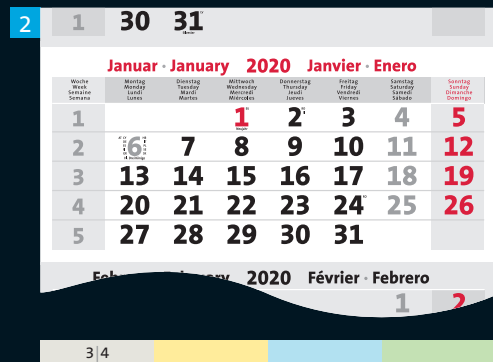 2
1 30 31
Januar · January 2020 Janvier · Enero
Woche Montag Dienstag Mittwoch Donnerstag Freitag Samstag Sonntag
Week Monday Tuesday Wednesday Thursday Friday Saturday Sunday
Semaine Lundi Mardi Mercredi Jeudi Vendredi Samedi Dimanche
Semana Lunes Martes Miércoles Jueves Viernes Sábado Domingo
1 1 2 3 4 5
2 6 7 8 9 10 11 12
3 13 14 15 16 17 18 19
4 20 21 22 23 24 25 26
5 27 28 29 30 31
2020 Février · Febrero
1 2
3 | 4